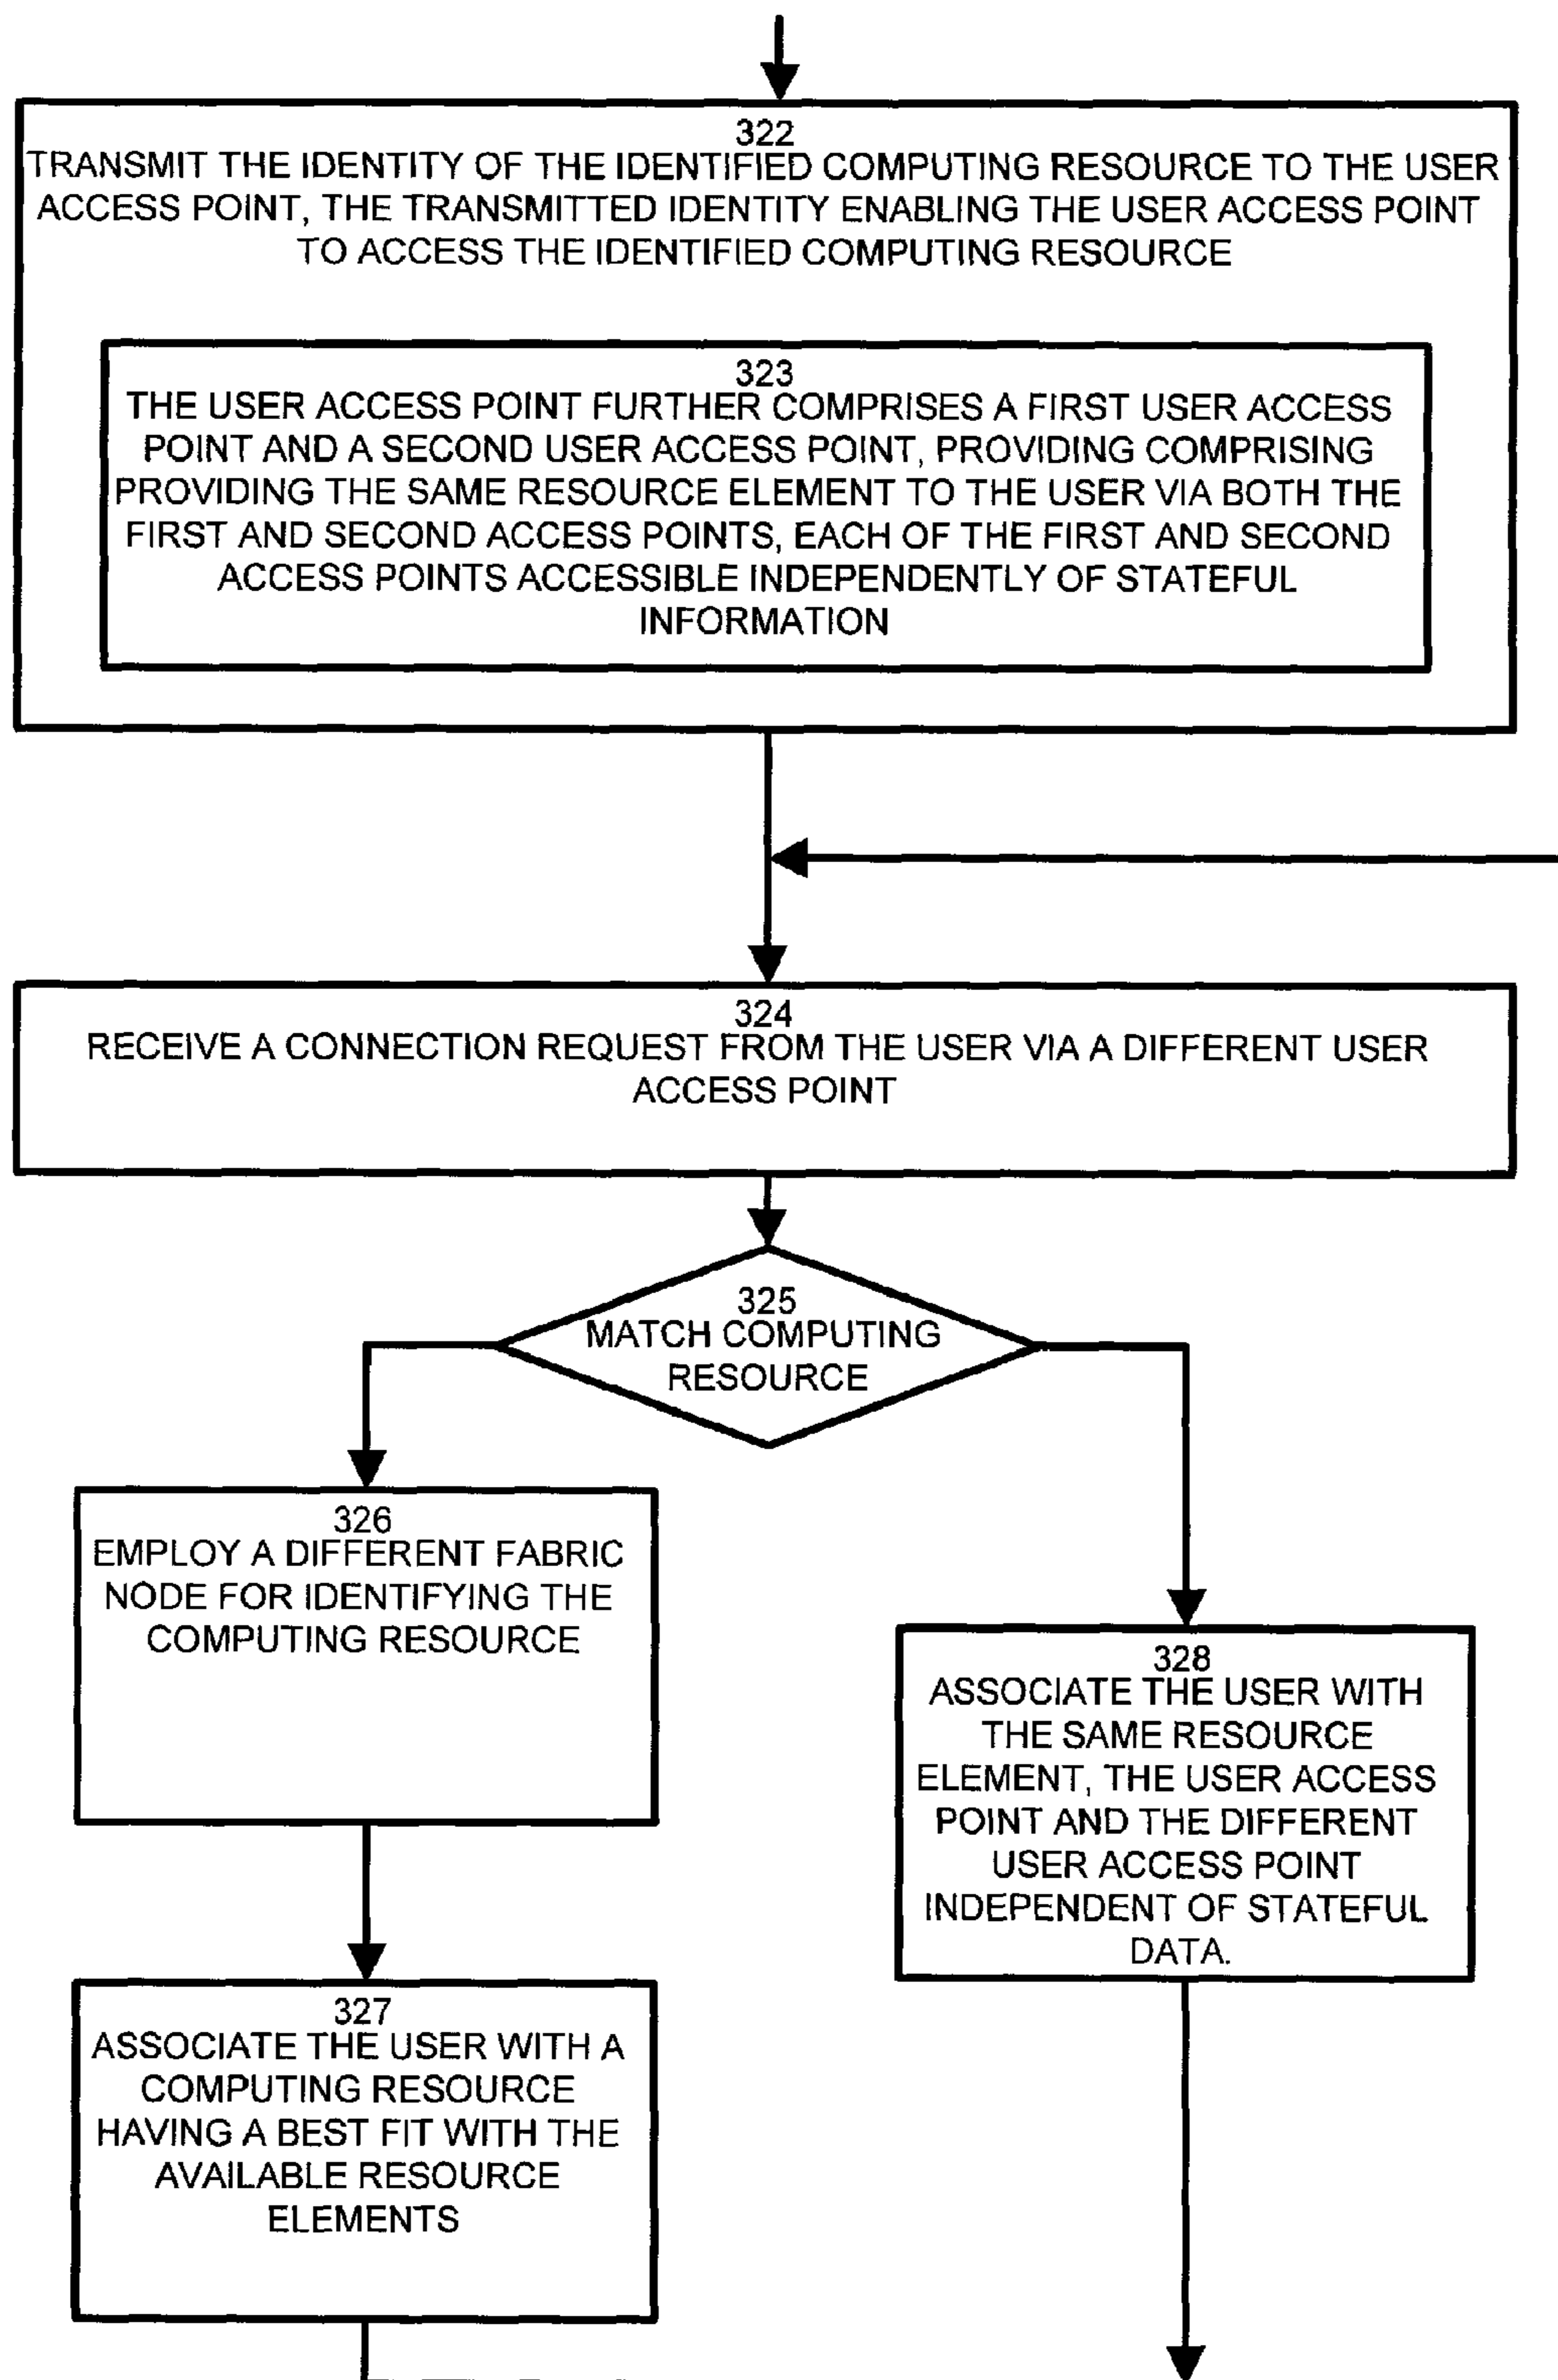 322
TRANSMIT THE IDENTITY OF THE IDENTIFIED COMPUTING RESOURCE TO THE USER
ACCESS POINT, THE TRANSMITTED IDENTITY ENABLING THE USER ACCESS POINT
TO ACCESS THE IDENTIFIED COMPUTING RESOURCE
323
THE USER ACCESS POINT FURTHER COMPRISES A FIRST USER ACCESS
POINT AND A SECOND USER ACCESS POINT, PROVIDING COMPRISING
PROVIDING THE SAME RESOURCE ELEMENT TO THE USER VIA BOTH THE
FIRST AND SECOND ACCESS POINTS, EACH OF THE FIRST AND SECOND
ACCESS POINTS ACCESSIBLE INDEPENDENTLY OF STATEFUL
INFORMATION
324
RECEIVE A CONNECTION REQUEST FROM THE USER VIA A DIFFERENT USER
ACCESS POINT
325
MATCH COMPUTING
RESOURCE
326
EMPLOY A DIFFERENT FABRIC
NODE FOR IDENTIFYING THE
COMPUTING RESOURCE
328
ASSOCIATE THE USER WITH
THE SAME RESOURCE
ELEMENT, THE USER ACCESS
POINT AND THE DIFFERENT
USER ACCESS POINT
INDEPENDENT OF STATEFUL
DATA.
327
ASSOCIATE THE USER WITH A
COMPUTING RESOURCE
HAVING A BEST FIT WITH THE
AVAILABLE RESOURCE
ELEMENTS